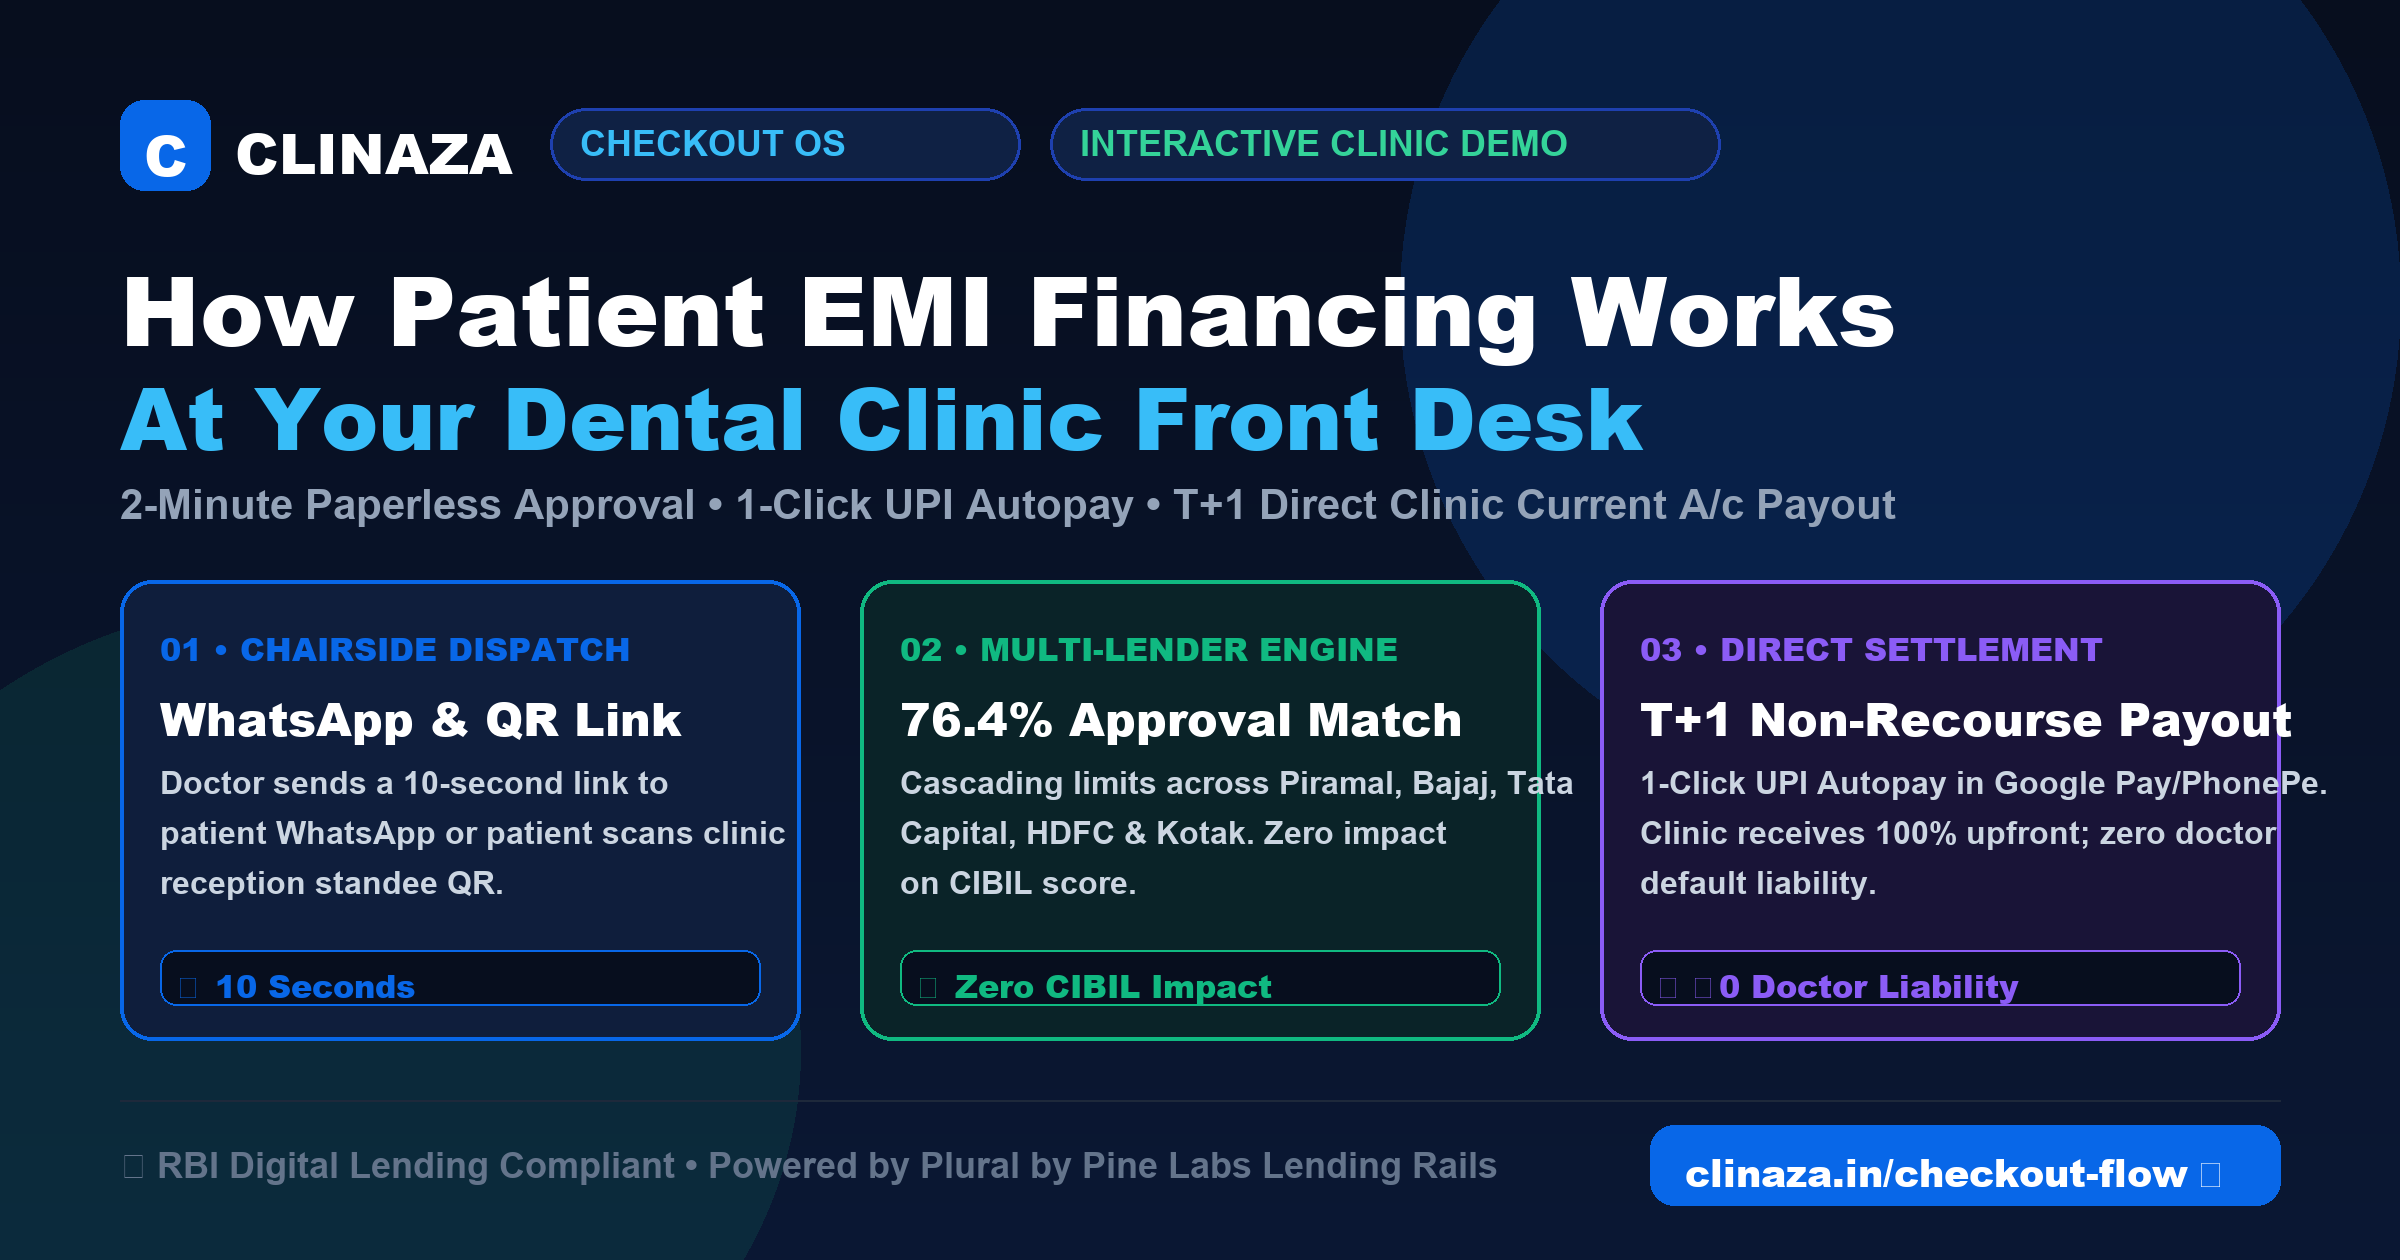 C CLINAZA CHECKOUT OS INTERACTIVE CLINIC DEMO
How Patient EMI Financing Works
At Your Dental Clinic Front Desk
2-Minute Paperless Approval • 1-Click UPI Autopay • T+1 Direct Clinic Current A/c Payout
01 • CHAIRSIDE DISPATCH
WhatsApp & QR Link
Doctor sends a 10-second link to
patient WhatsApp or patient scans clinic
reception standee QR.
10 Seconds
02 • MULTI-LENDER ENGINE
76.4% Approval Match
Cascading limits across Piramal, Bajaj, Tata
Capital, HDFC & Kotak. Zero impact
on CIBIL score.
Zero CIBIL Impact
03 • DIRECT SETTLEMENT
T+1 Non-Recourse Payout
1-Click UPI Autopay in Google Pay/PhonePe.
Clinic receives 100% upfront; zero doctor
default liability.
0 Doctor Liability
RBI Digital Lending Compliant • Powered by Plural by Pine Labs Lending Rails
clinaza.in/checkout-flow